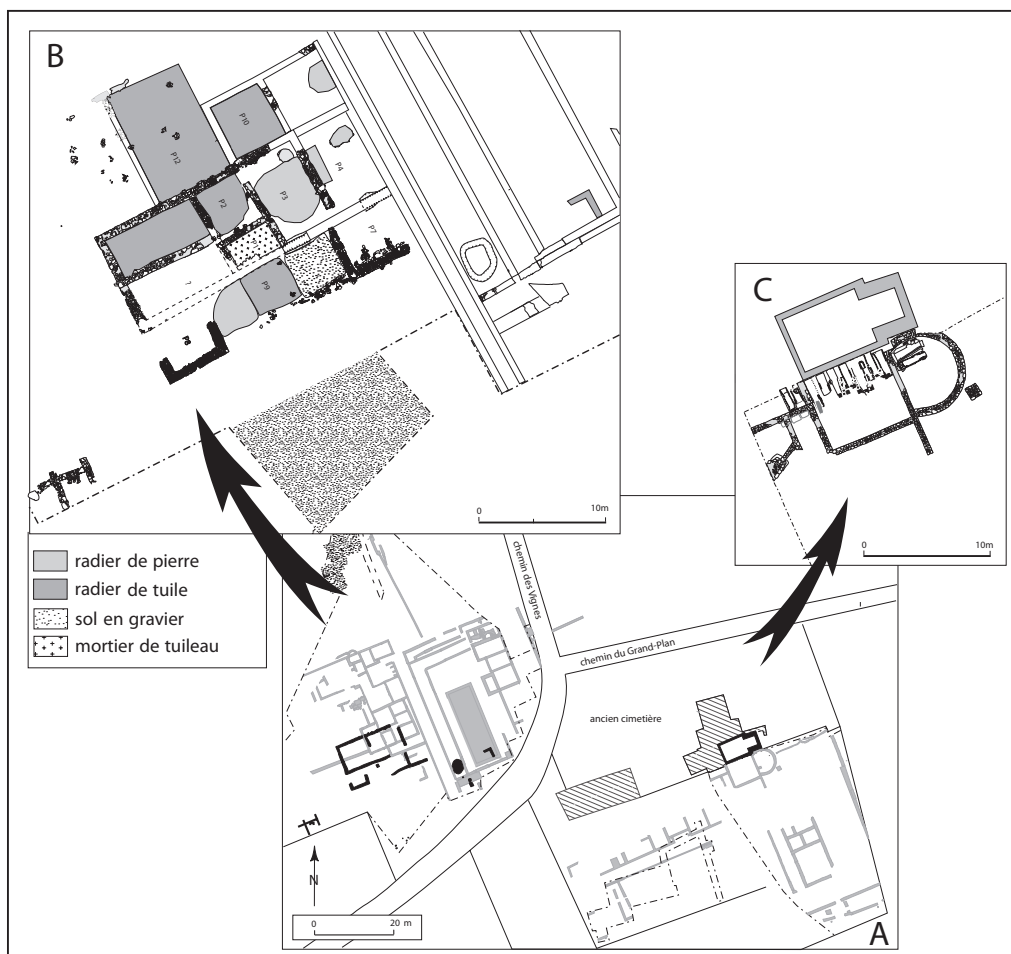 B
P10
P12
P4
P2
P3
P7
P9
P8
0 10m
C
0 10m
radier de pierre
radier de tuile
sol en gravier
mortier de tuileau
chemin des Vignes
chemin du Grand-Plan
ancien cimetière
N
0 20 m
A